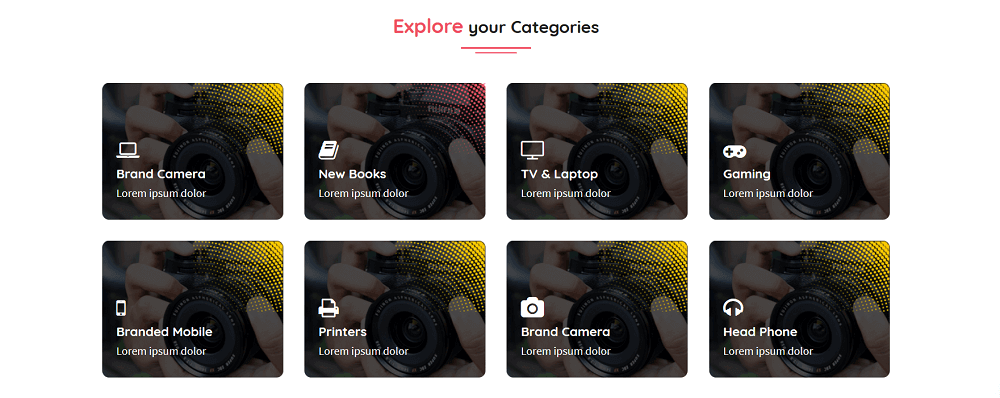 Explore your Categories
Brand Camera
Lorem ipsum dolor
New Books
Lorem ipsum dolor
TV & Laptop
Lorem ipsum dolor
Gaming
Lorem ipsum dolor
Branded Mobile
Lorem ipsum dolor
Printers
Lorem ipsum dolor
Brand Camera
Lorem ipsum dolor
Head Phone
Lorem ipsum dolor